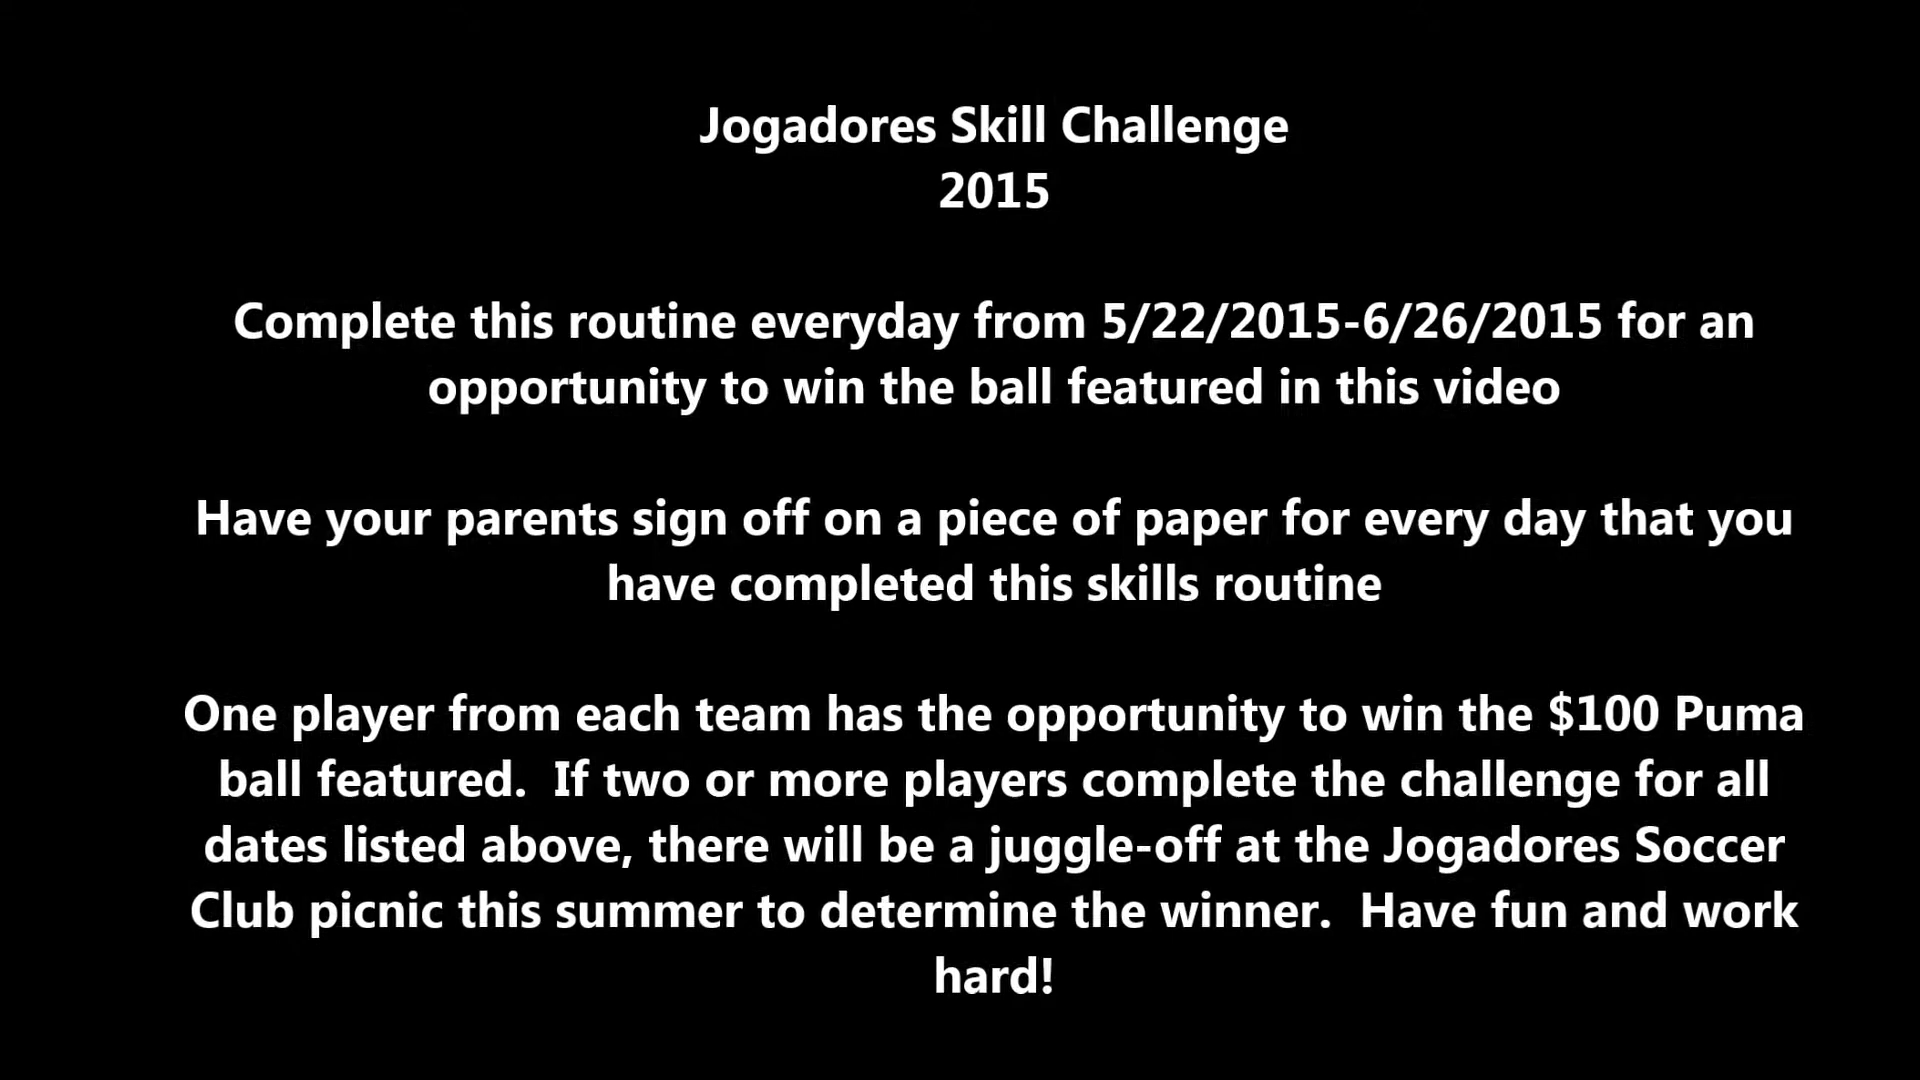 Jogadores Skill Challenge
2015
Complete this routine everyday from 5/22/2015-6/26/2015 for an
opportunity to win the ball featured in this video
Have your parents sign off on a piece of paper for every day that you
have completed this skills routine
One player from each team has the opportunity to win the $100 Puma
ball featured.  If two or more players complete the challenge for all
dates listed above, there will be a juggle-off at the Jogadores Soccer
Club picnic this summer to determine the winner.  Have fun and work
hard!